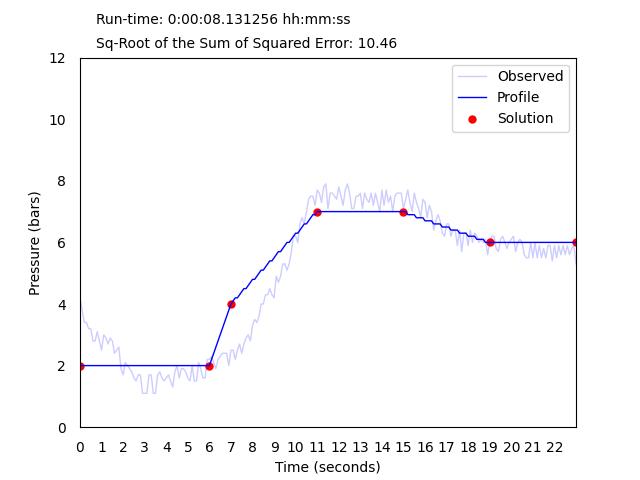 Run-time: 0:00:08.131256 hh:mm:ss
Sq-Root of the Sum of Squared Error: 10.46
12
10
8
6
4
2
0
Pressure (bars)
Observed
Profile
Solution
0 1 2 3 4 5 6 7 8 9 10 11 12 13 14 15 16 17 18 19 20 21 22
Time (seconds)